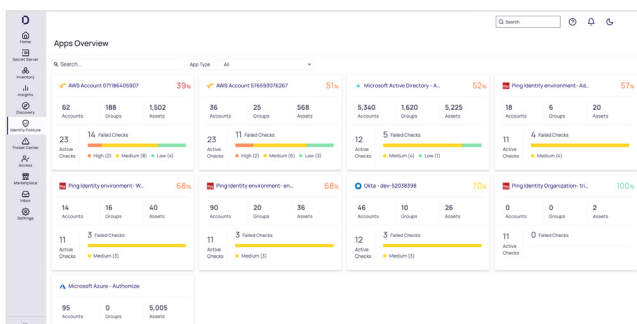 Home
Secret Server
Inventory
Insights
Discovery
Identity Posture
Threat Center
Access
Marketplace
Inbox
Settings
Search
Apps Overview
Search...
App Type All
AWS Account 071186405907 39%
62 188 1,502
Accounts Groups Assets
23 Active Checks
14 Failed Checks
High (2) Medium (8) Low (4)
AWS Account 576593076267 51%
36 25 568
Accounts Groups Assets
23 Active Checks
11 Failed Checks
High (2) Medium (6) Low (3)
Microsoft Active Directory - A... 52%
5,340 1,620 5,225
Accounts Groups Assets
12 Active Checks
5 Failed Checks
Medium (4) Low (1)
Ping Identity environment- Ad... 57%
18 6 20
Accounts Groups Assets
11 Active Checks
4 Failed Checks
Medium (4)
Ping Identity environment- W... 68%
14 16 40
Accounts Groups Assets
11 Active Checks
3 Failed Checks
Medium (3)
Ping Identity environment- en... 68%
90 20 36
Accounts Groups Assets
11 Active Checks
3 Failed Checks
Medium (3)
Okta - dev-52038398 70%
46 10 26
Accounts Groups Assets
12 Active Checks
3 Failed Checks
Medium (3)
Ping Identity Organization- tri... 100%
0 0 2
Accounts Groups Assets
11 Active Checks
0 Failed Checks
Microsoft Azure - Authomize
95 0 5,005
Accounts Groups Assets